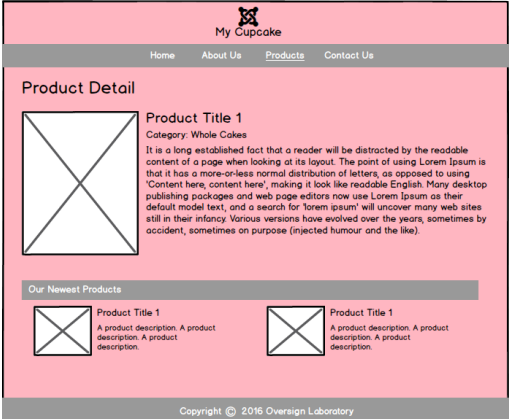 My Cupcake
Home About Us Products Contact Us
Product Detail
Product Title 1
Category: Whole Cakes
It is a long established fact that a reader will be distracted by the readable
content of a page when looking at its layout. The point of using Lorem Ipsum is
that it has a more-or-less normal distribution of letters, as opposed to using
'Content here, content here', making it look like readable English. Many desktop
publishing packages and web page editors now use Lorem Ipsum as their
default model text, and a search for 'lorem ipsum' will uncover many web sites
still in their infancy. Various versions have evolved over the years, sometimes by
accident, sometimes on purpose (injected humour and the like).
Our Newest Products
Product Title 1
A product description. A product
description. A product
description.
Product Title 1
A product description. A product
description. A product
description.
Copyright © 2016 Oversign Laboratory